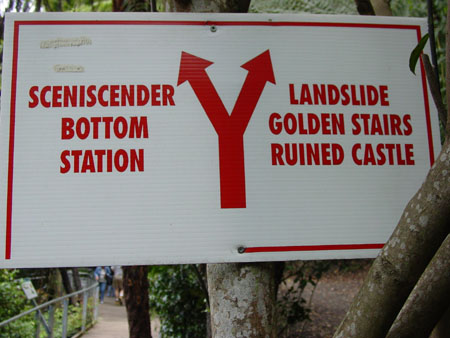 SCENISCENDER
BOTTOM
STATION
LANDSLIDE
GOLDEN STAIRS
RUINED CASTLE